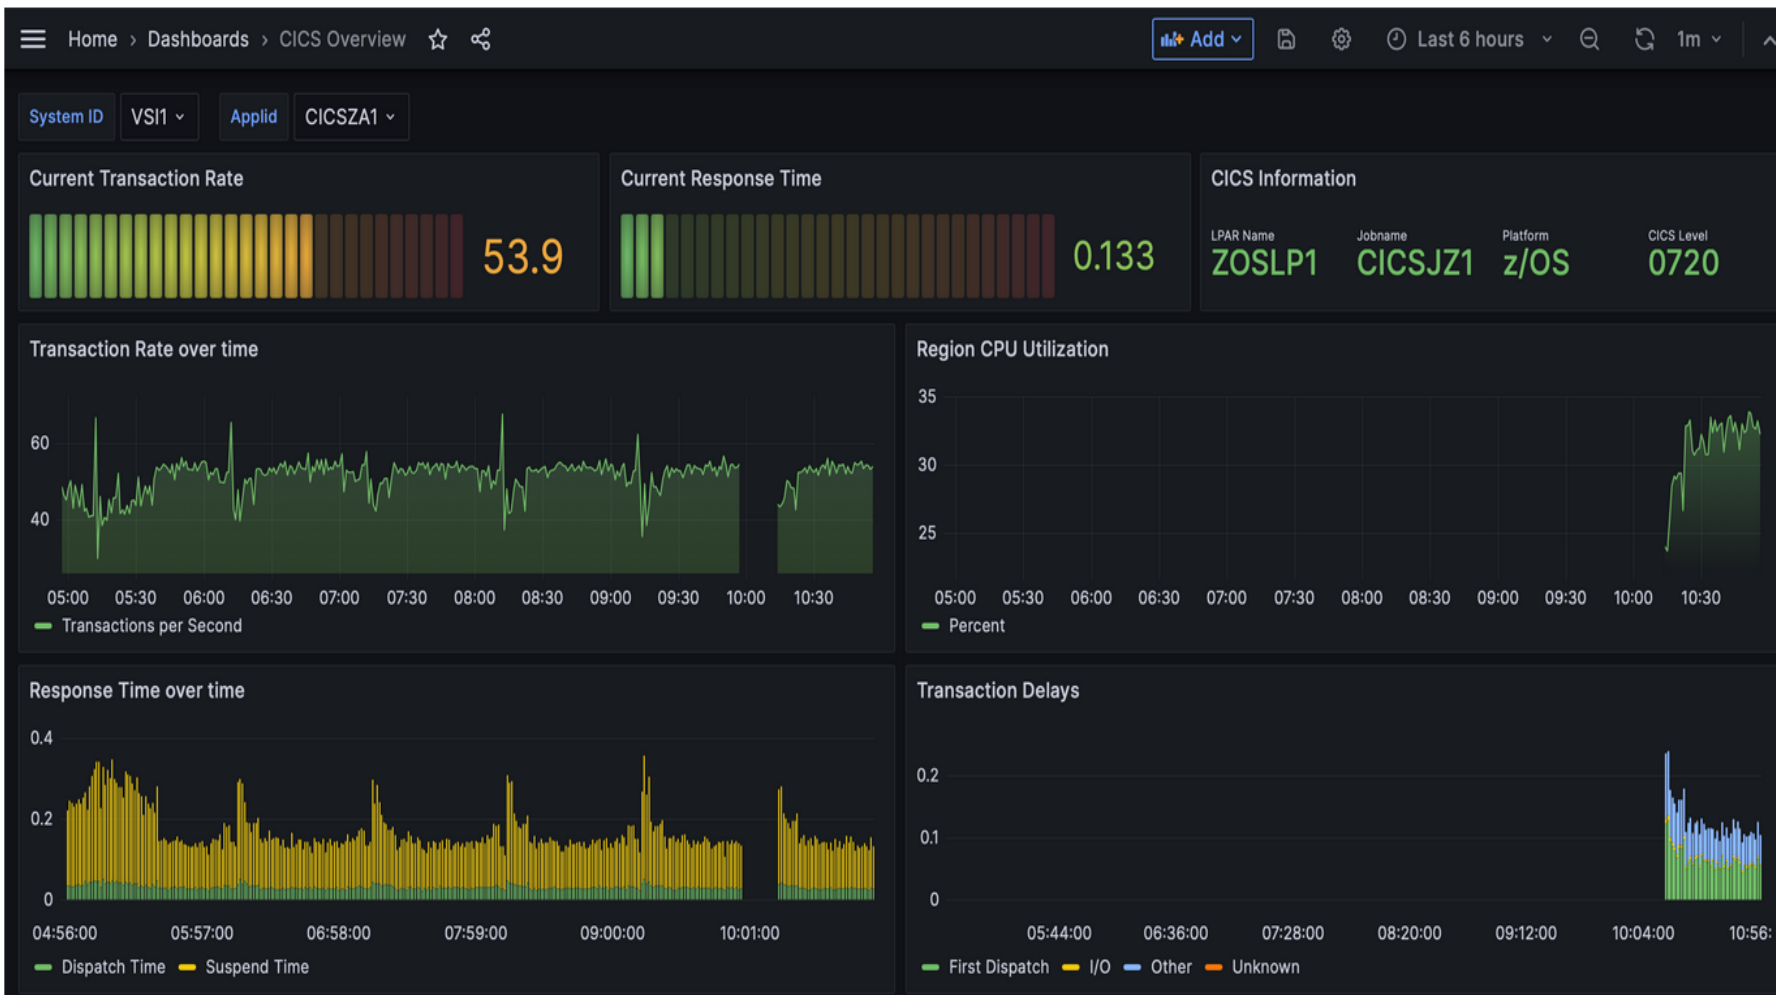 Home › Dashboards › CICS Overview Add Last 6 hours 1m
System ID VSI1 Applid CICSZA1
Current Transaction Rate
53.9
Current Response Time
0.133
CICS Information
LPAR Name Jobname Platform CICS Level
ZOSLP1 CICSJZ1 z/OS 0720
Transaction Rate over time
60
40
05:00 05:30 06:00 06:30 07:00 07:30 08:00 08:30 09:00 09:30 10:00 10:30
Transactions per Second
Region CPU Utilization
35
30
25
05:00 05:30 06:00 06:30 07:00 07:30 08:00 08:30 09:00 09:30 10:00 10:30
Percent
Response Time over time
0.4
0.2
0
04:56:00 05:57:00 06:58:00 07:59:00 09:00:00 10:01:00
Dispatch Time Suspend Time
Transaction Delays
0.2
0.1
0
05:44:00 06:36:00 07:28:00 08:20:00 09:12:00 10:04:00 10:56:
First Dispatch I/O Other Unknown